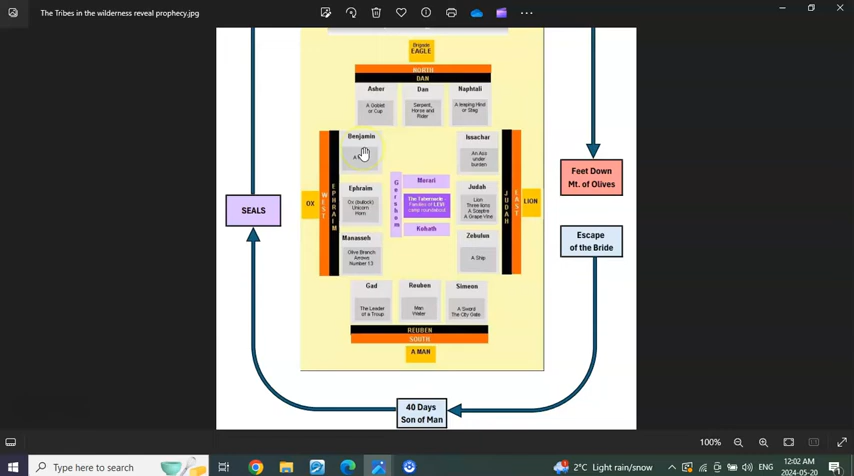 The Tribes in the wilderness reveal prophecy.jpg
Brigade
EAGLE
NORTH
DAN
Asher
Dan
Naphtali
A Goblet
or Cup
Serpent,
Horse and
Rider
A leaping Hind
or Stag
Benjamin
A
Issachar
An Ass
under
burden
Feet Down
Mt. of Olives
SEALS
OX
WEST
EPHRAIM
Ephraim
Ox (bullock)
Unicorn
Horn
Gershom
Merari
The Tabernacle
Families of LEVI
camp roundabout
Kohath
Judah
Lion
Three lions
A Sceptre
A Grape Vine
JUDAH
EAST
LION
Manasseh
Olive Branch
Arrows
Number 13
Zebulun
A Ship
Escape
of the Bride
Gad
Reuben
Simeon
The Leader
of a Troup
Man
Water
A Sword
The City Gate
REUBEN
SOUTH
A MAN
40 Days
Son of Man
100%
Type here to search
2°C Light rain/snow
ENG
12:02 AM
2024-05-20